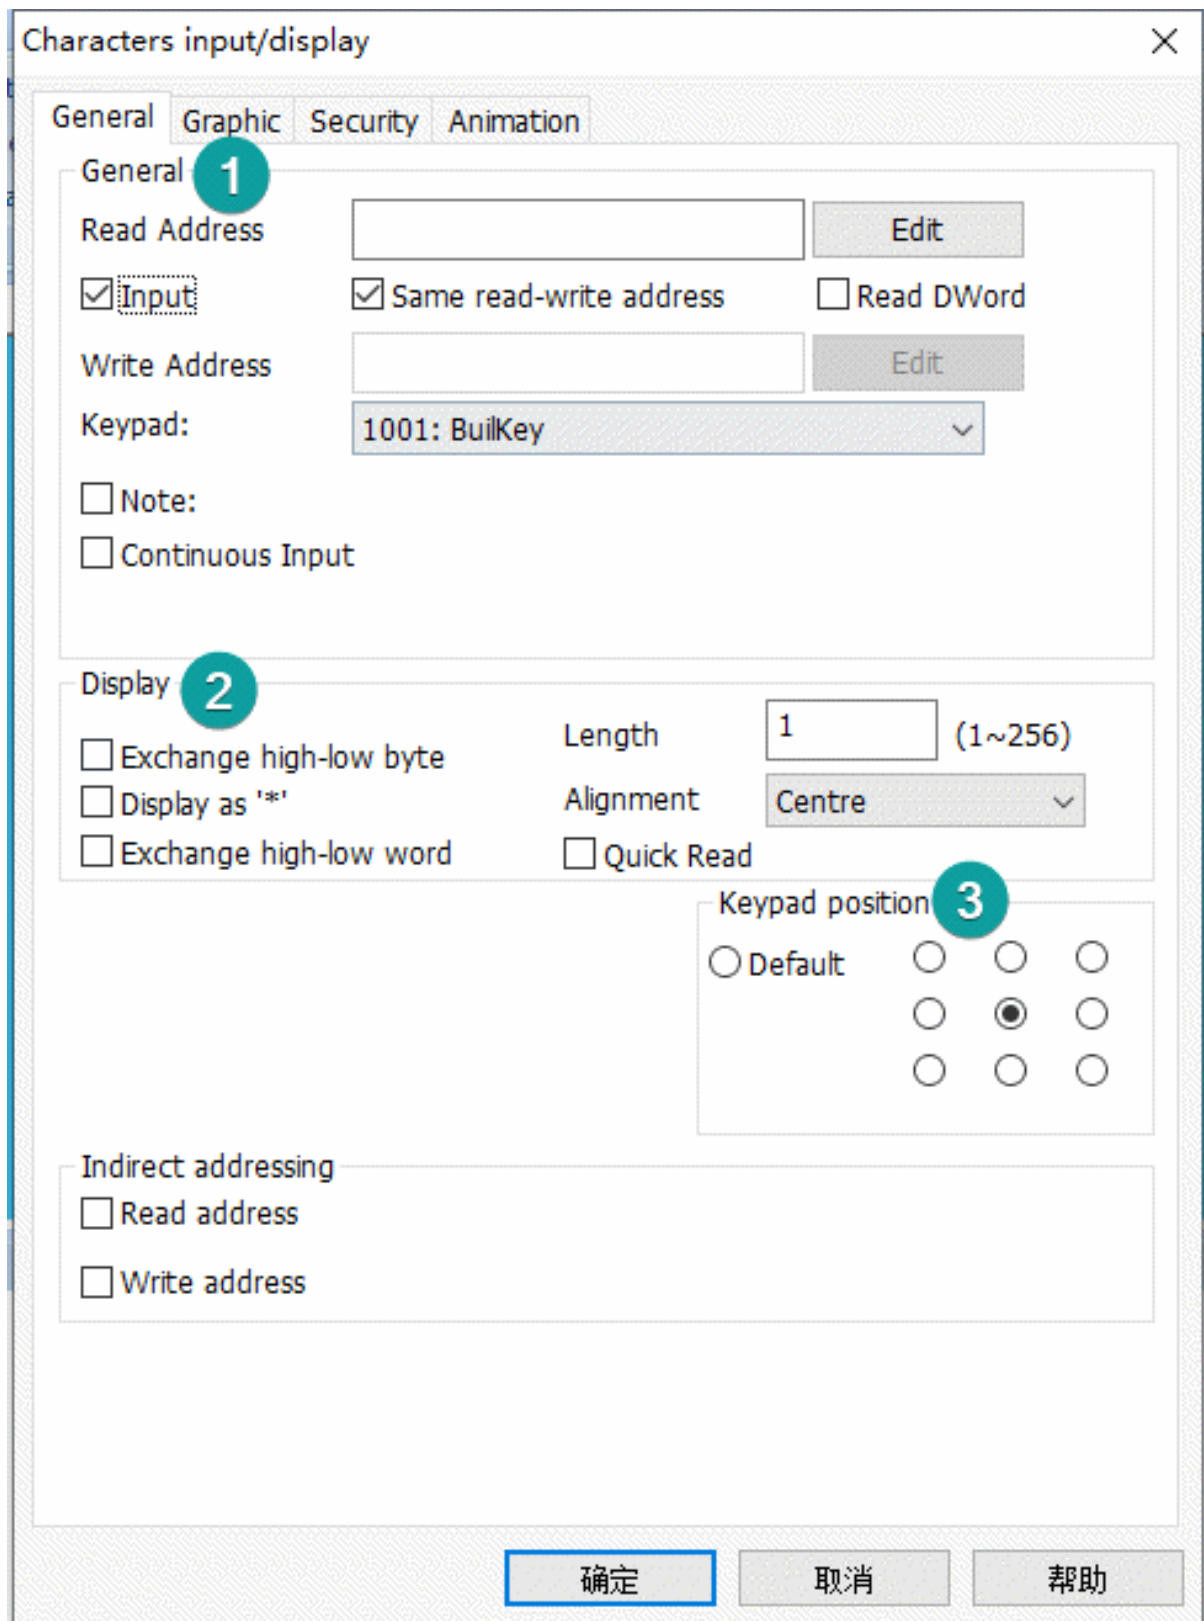 Characters input/display
General Graphic Security Animation
General 1
Read Address Edit
Input Same read-write address Read DWord
Write Address Edit
Keypad: 1001: BuilKey
Note:
Continuous Input
Display 2
Length 1 (1~256)
Exchange high-low byte
Alignment Centre
Display as '*'
Exchange high-low word Quick Read
Keypad position 3
Default
Indirect addressing
Read address
Write address
确定 取消 帮助